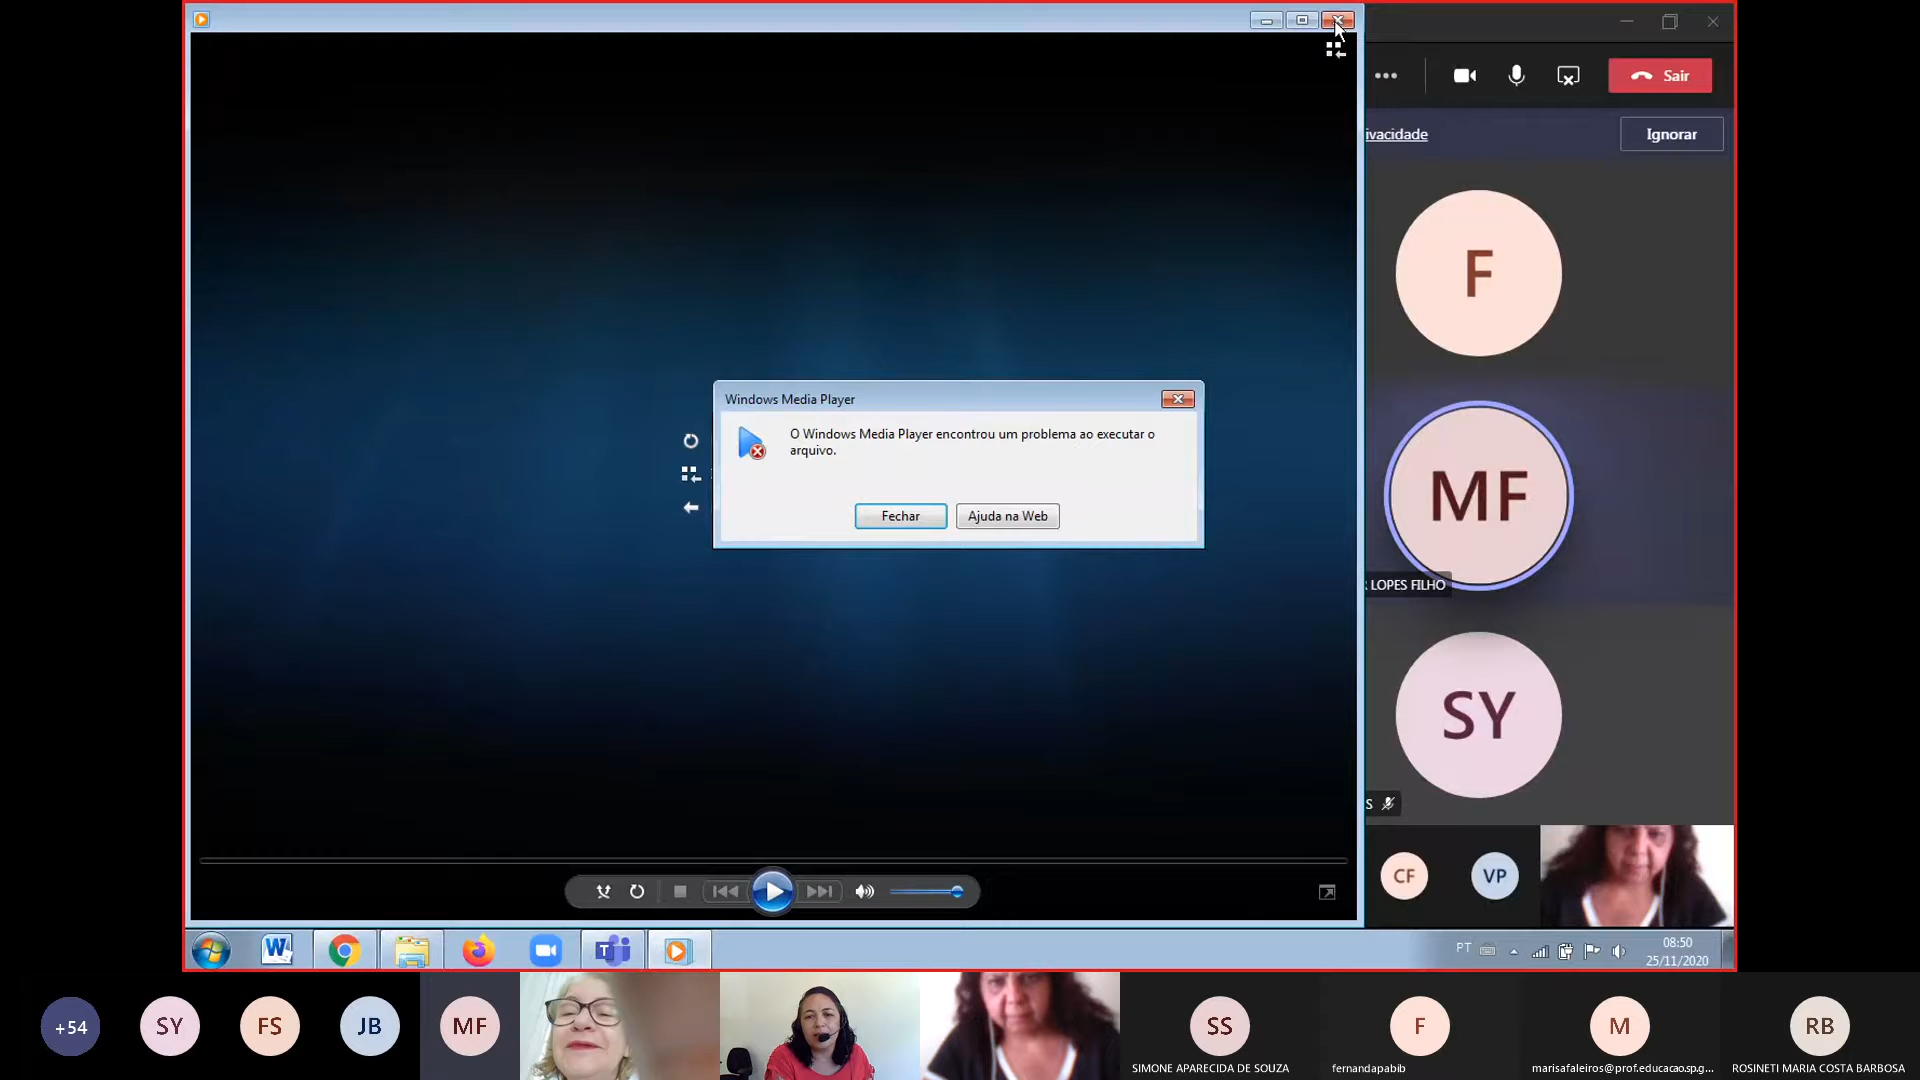 Sair
ivacidade
Ignorar
F
Windows Media Player
O Windows Media Player encontrou um problema ao executar o
arquivo.
Fechar
Ajuda na Web
MF
LOPES FILHO
SY
S
CF
VP
W
T
PT
08:50
25/11/2020
+54
SY
FS
JB
MF
SS
SIMONE APARECIDA DE SOUZA
F
fernandapabib
M
marisafaleiros@prof.educacao.sp.g...
RB
ROSINETI MARIA COSTA BARBOSA